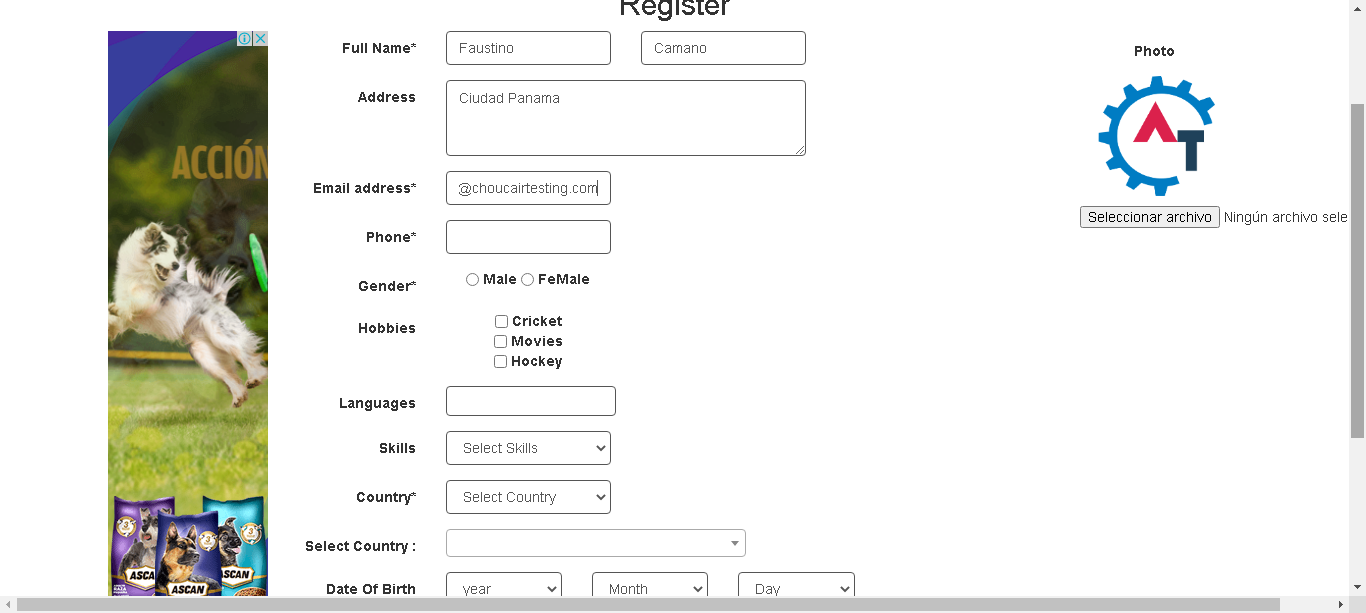 Register
Full Name* Faustino Camano
Photo
Address Ciudad Panama
AT
ACCIÓN
Email address* @choucairtesting.com
Seleccionar archivo Ningún archivo sele
Phone*
Gender* Male FeMale
Hobbies Cricket
Movies
Hockey
Languages
Skills Select Skills
Country* Select Country
Select Country :
Date Of Birth year Month Day
ASCAN
ASCAN
ASCAN